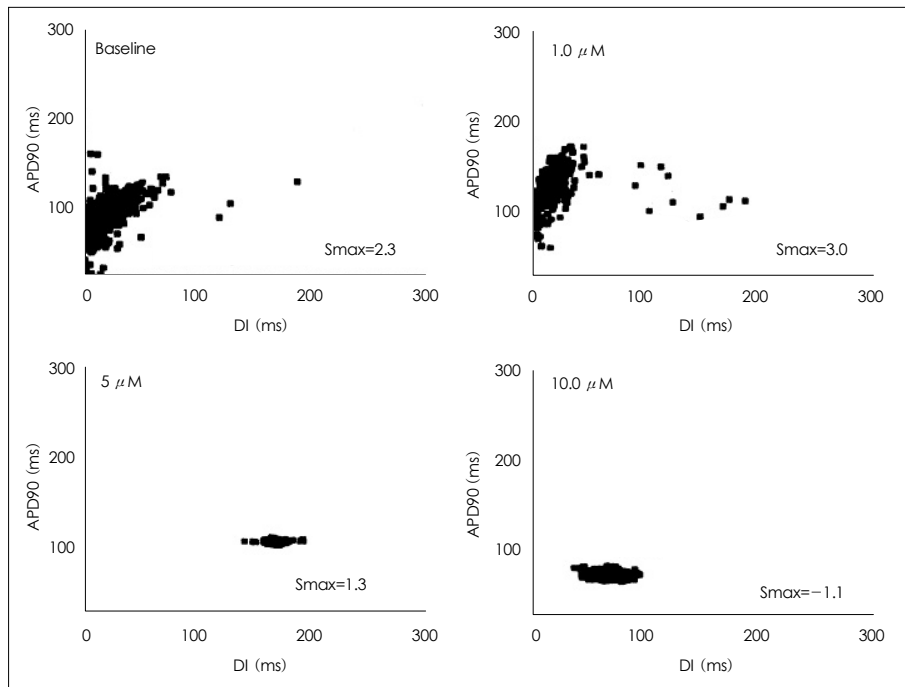 300
Baseline
200
APD90 (ms)
100
Smax=2.3
0 100 200 300
DI (ms)
300
1.0 μM
200
APD90 (ms)
100
Smax=3.0
0 100 200 300
DI (ms)
300
5 μM
200
APD90 (ms)
100
Smax=1.3
0 100 200 300
DI (ms)
300
10.0 μM
200
APD90 (ms)
100
Smax=−1.1
0 100 200 300
DI (ms)